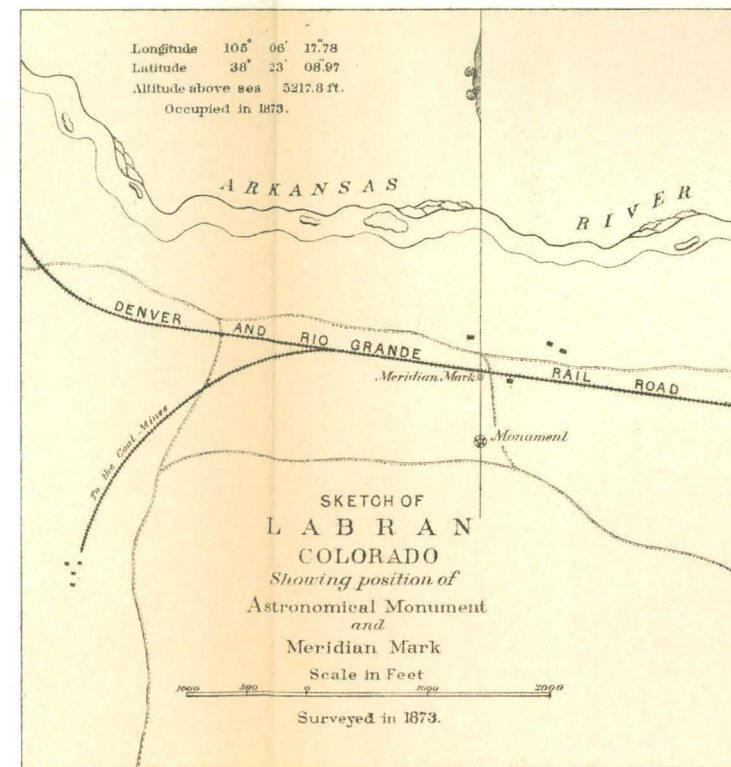 Longitude 105° 06' 17."78
Latitude 38° 23' 08."97
Altitude above sea 5217.8 ft.
Occupied in 1873.
ARKANSAS RIVER
DENVER AND RIO GRANDE RAIL ROAD
Meridian Mark
To the Coal-Mines
Monument
SKETCH OF
LABRAN
COLORADO
Showing position of
Astronomical Monument
and
Meridian Mark
Scale in Feet
1000 500 0 1000 2000
Surveyed in 1873.